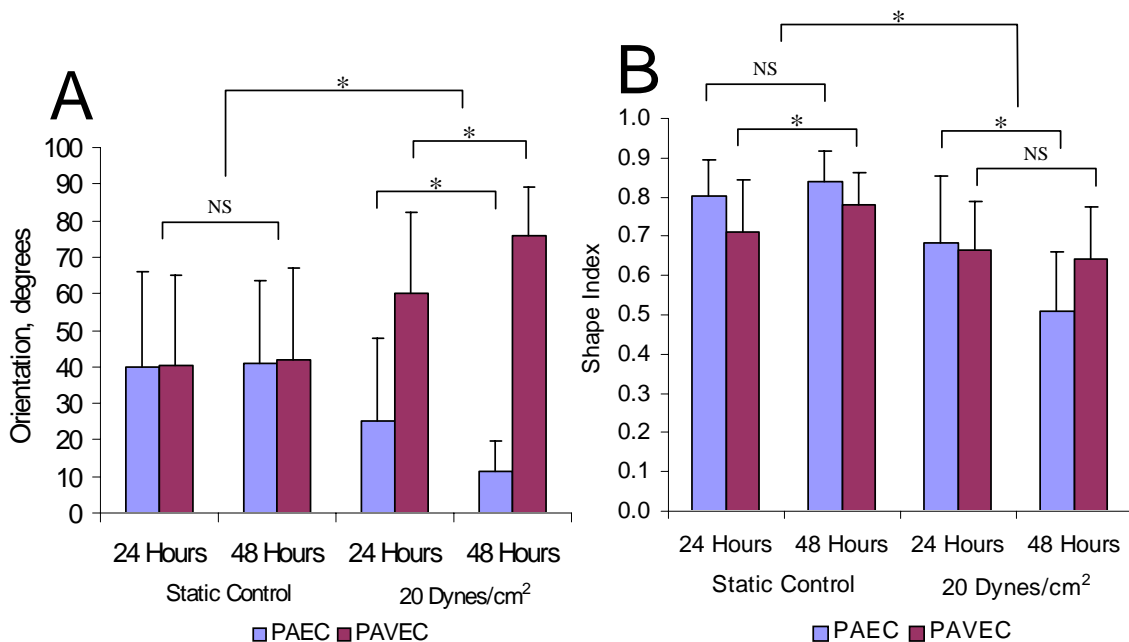 A
*
*
*
NS
Orientation, degrees
100
90
80
70
60
50
40
30
20
10
0
24 Hours 48 Hours 24 Hours 48 Hours
Static Control 20 Dynes/cm²
PAEC PAVEC
B
*
NS
*
*
NS
Shape Index
1.0
0.9
0.8
0.7
0.6
0.5
0.4
0.3
0.2
0.1
0.0
24 Hours 48 Hours 24 Hours 48 Hours
Static Control 20 Dynes/cm²
PAEC PAVEC